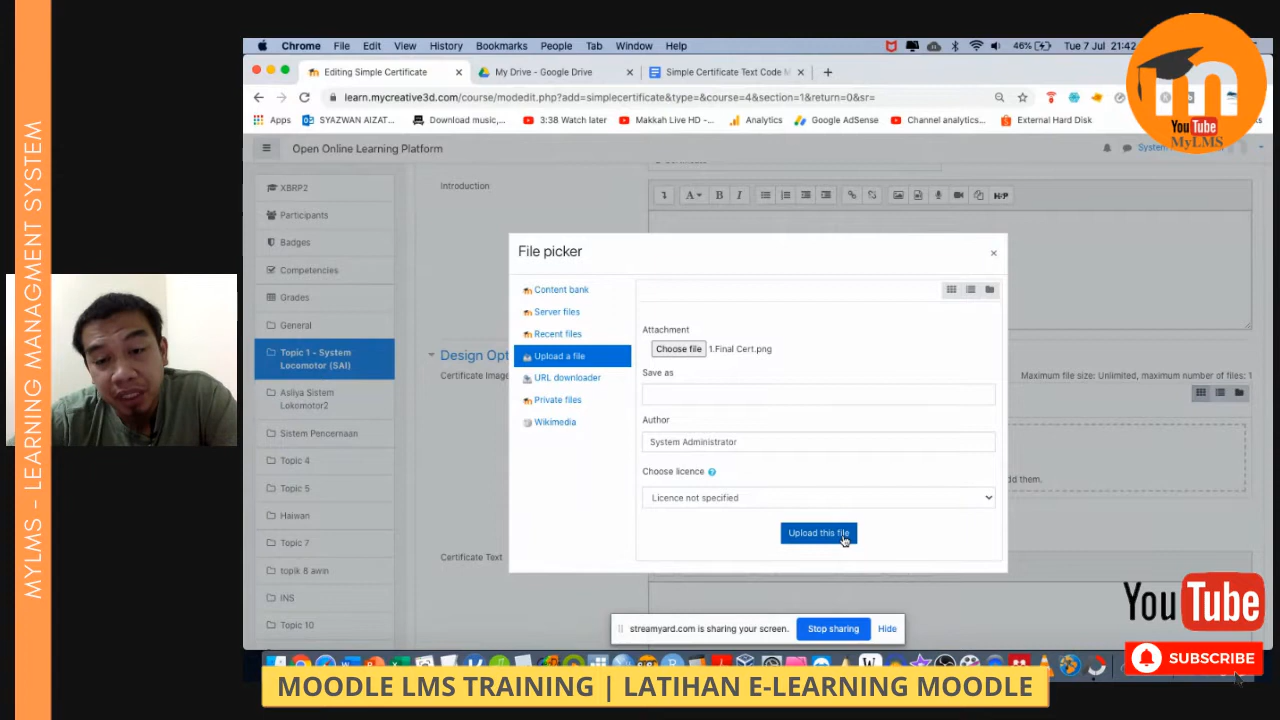 MYLMS - LEARNING MANAGMENT SYSTEM
Chrome File Edit View History Bookmarks People Tab Window Help
46%
Tue 7 Jul 21:42
Editing Simple Certificate
My Drive - Google Drive
Simple Certificate Text Code M
learn.mycreative3d.com/course/modedit.php?add=simplecertificate&type=&course=4&section=1&return=0&sr=
Apps
SYAZWAN AIZAT...
Download music,...
3:38 Watch later
Makkah Live HD -...
Analytics
Google AdSense
Channel analytics...
External Hard Disk
YouTube
MyLMS
Open Online Learning Platform
System
XBRP2
Participants
Badges
Competencies
Grades
General
Topic 1 - System
Locomotor (SAI)
Asliya Sistem
Lokomotor2
Sistem Pencernaan
Topic 4
Topic 5
Haiwan
Topic 7
topik 8 awin
INS
Topic 10
Introduction
A
B
I
H-P
Design Opt
Certificate Image
Maximum file size: Unlimited, maximum number of files: 1
add them.
Certificate Text
File picker
×
Content bank
Server files
Recent files
Upload a file
URL downloader
Private files
Wikimedia
Attachment
Choose file 1.Final Cert.png
Save as
Author
System Administrator
Choose licence
Licence not specified
Upload this file
streamyard.com is sharing your screen.
Stop sharing
Hide
YouTube
SUBSCRIBE
MOODLE LMS TRAINING | LATIHAN E-LEARNING MOODLE